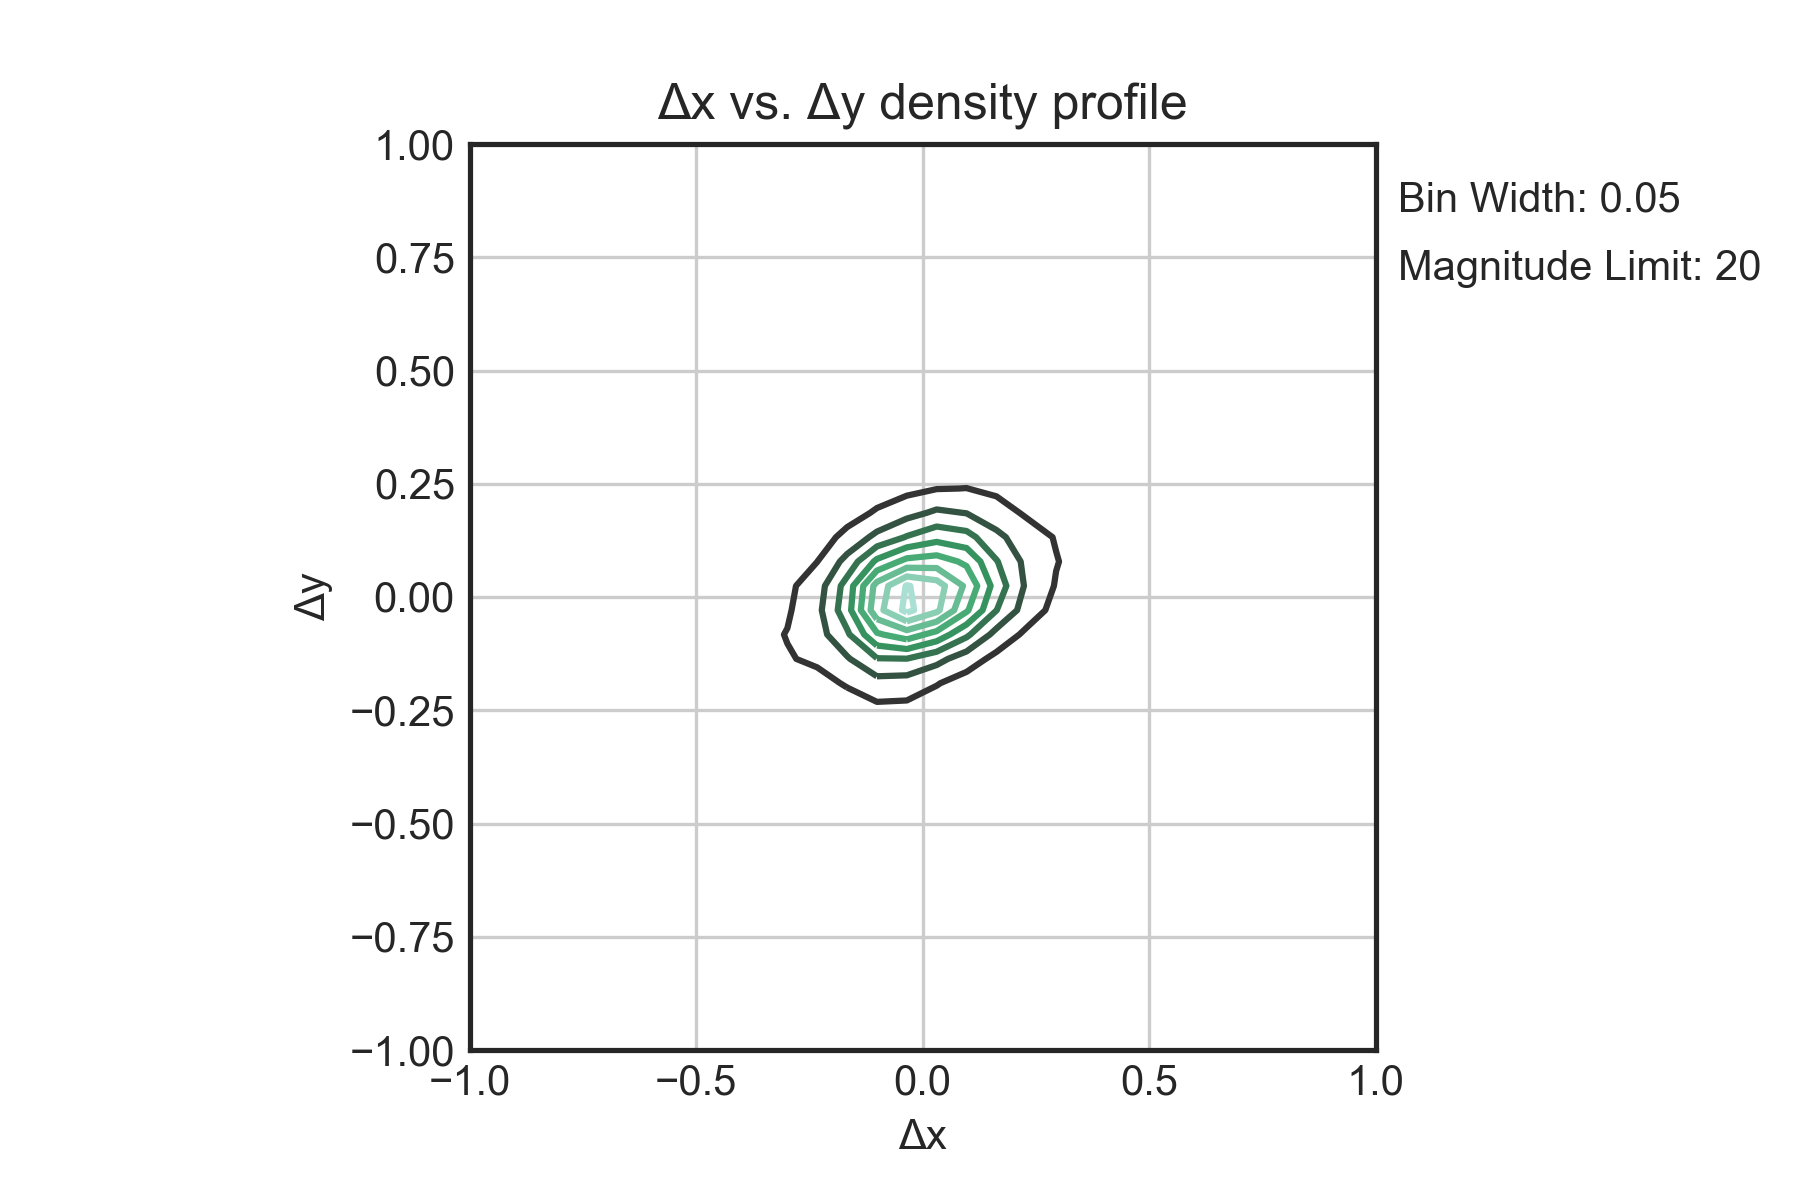 Δx vs. Δy density profile
Bin Width: 0.05
Magnitude Limit: 20
1.00
0.75
0.50
0.25
0.00
−0.25
−0.50
−0.75
−1.00
Δy
−1.0 −0.5 0.0 0.5 1.0
Δx